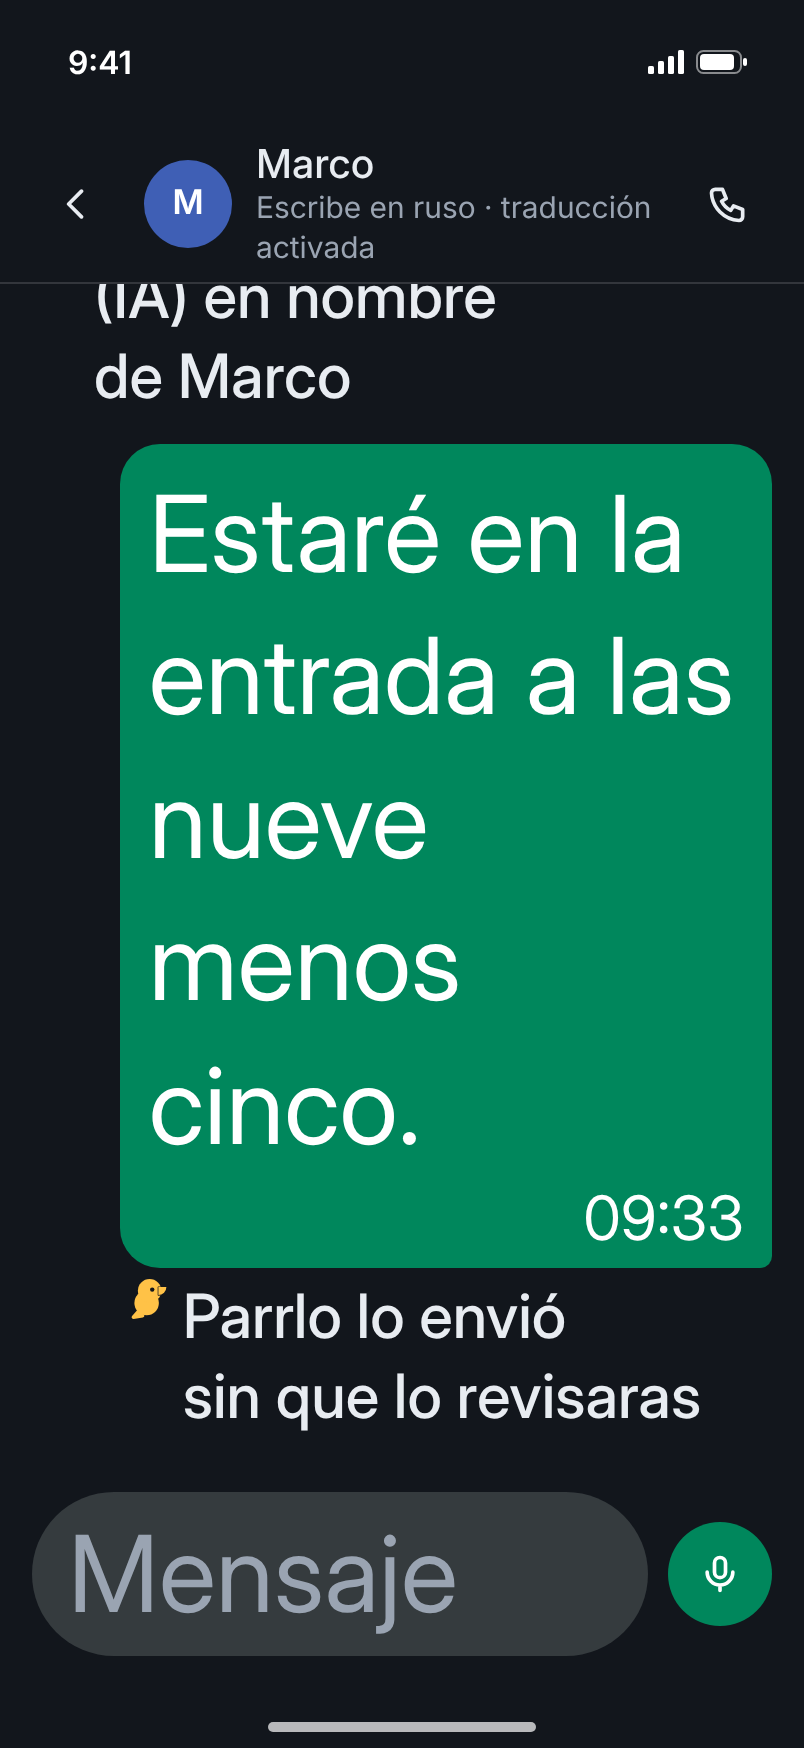 9:41
M
Marco
Escribe en ruso · traducción
activada
(IA) en nombre
de Marco
Estaré en la
entrada a las
nueve
menos
cinco.
09:33
Parrlo lo envió
sin que lo revisaras
Mensaje